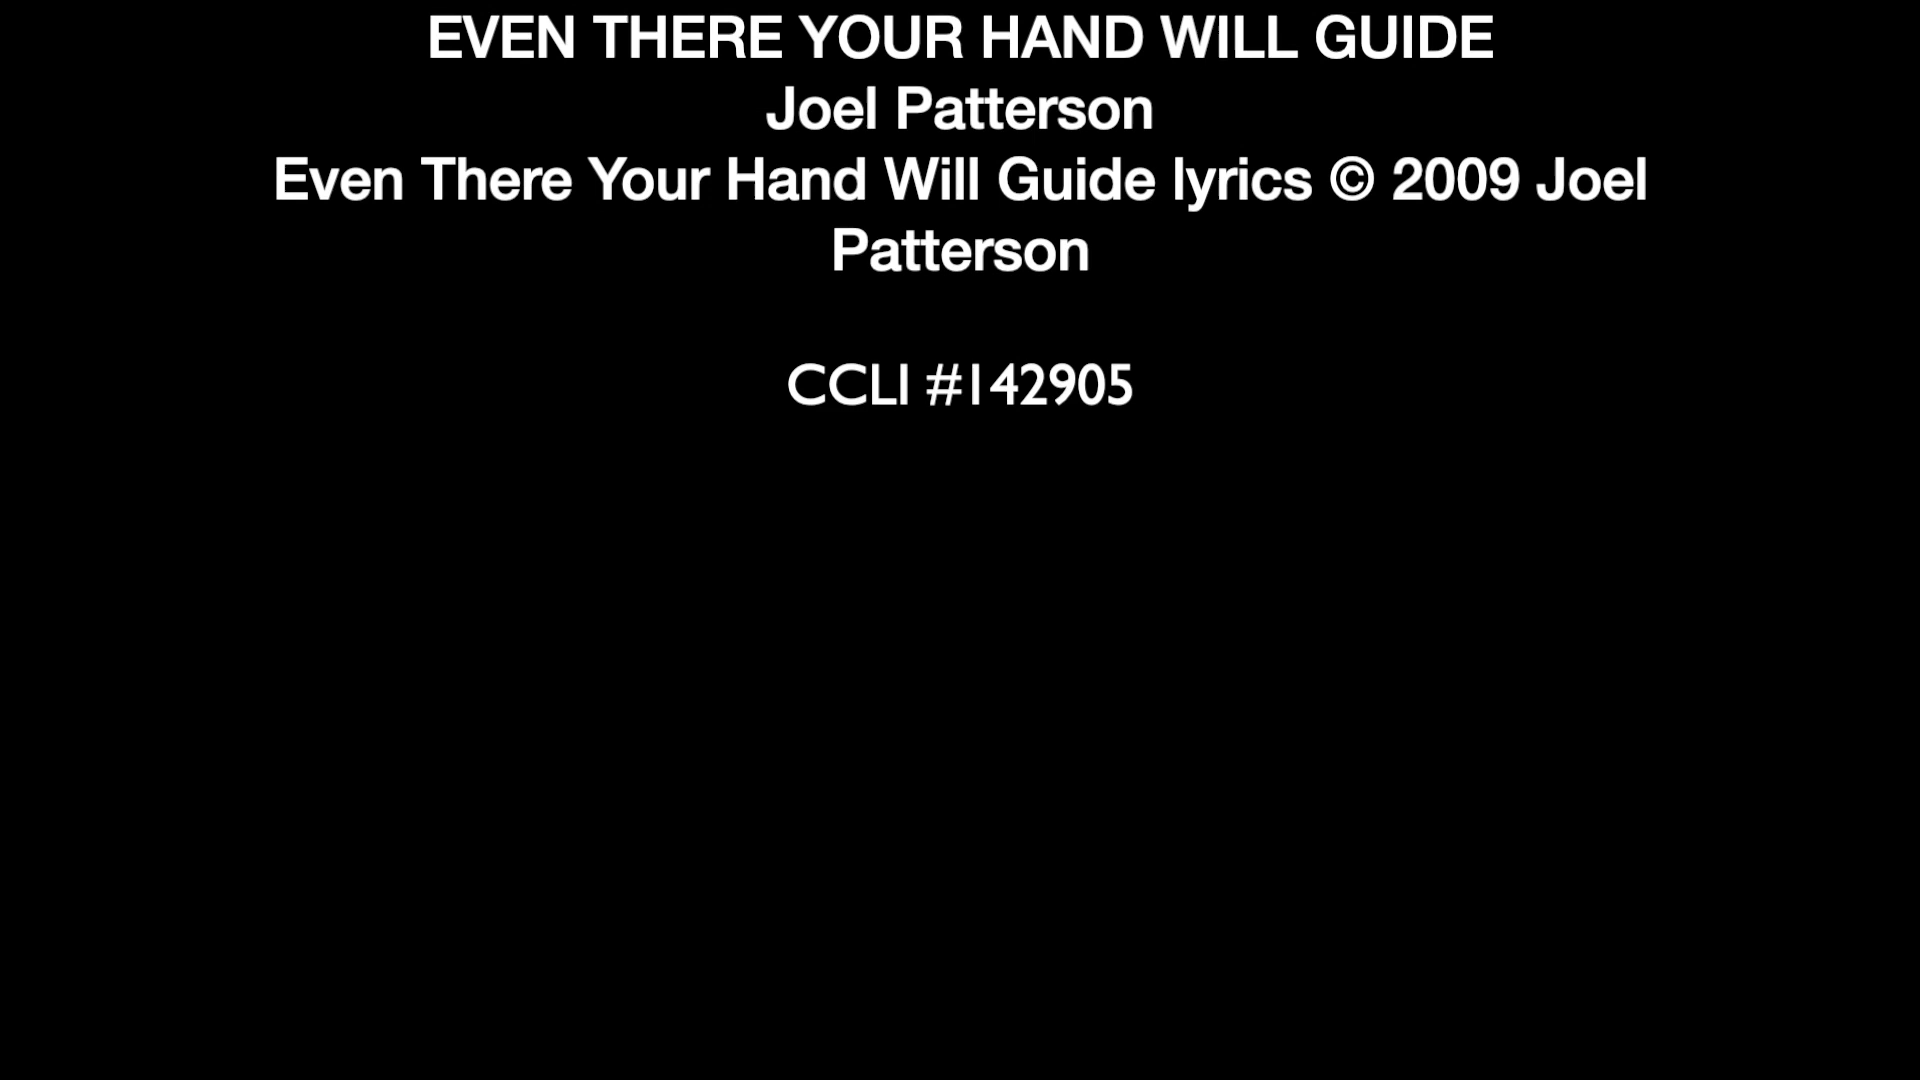 EVEN THERE YOUR HAND WILL GUIDE
Joel Patterson
Even There Your Hand Will Guide lyrics © 2009 Joel
Patterson
CCLI #142905